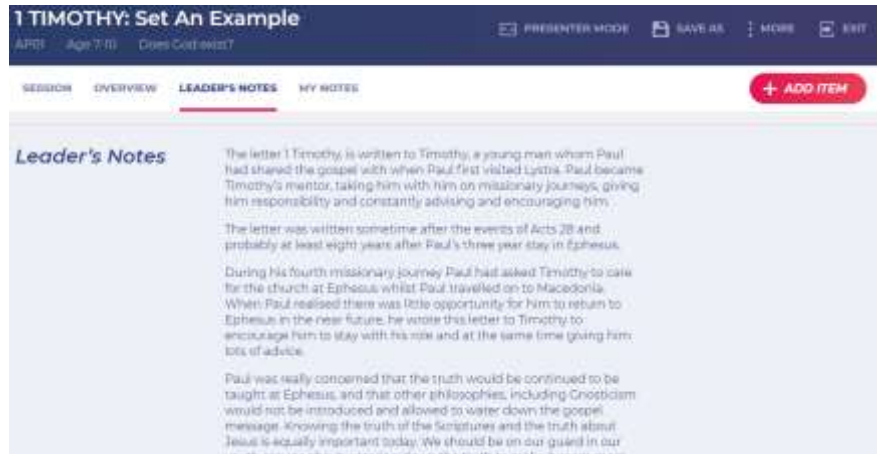 1 TIMOTHY: Set An Example
AP01 Age 7-10 Does God exist?
PRESENTER MODE SAVE AS MORE EXIT
SESSION OVERVIEW LEADER'S NOTES MY NOTES
+ ADD ITEM
Leader's Notes
The letter 1 Timothy, is written to Timothy, a young man whom Paul
had shared the gospel with when Paul first visited Lystra. Paul became
Timothy's mentor, taking him with him on missionary journeys, giving
him responsibility and constantly advising and encouraging him.
The letter was written sometime after the events of Acts 28 and
probably at least eight years after Paul's three year stay in Ephesus.
During his fourth missionary journey Paul had asked Timothy to care
for the church at Ephesus whilst Paul travelled on to Macedonia.
When Paul realised there was little opportunity for him to return to
Ephesus in the near future, he wrote this letter to Timothy to
encourage him to stay with his role and at the same time giving him
lots of advice.
Paul was really concerned that the truth would be continued to be
taught at Ephesus, and that other philosophies, including Gnosticism
would not be introduced and allowed to water down the gospel
message. Knowing the truth of the Scriptures and the truth about
Jesus is equally important today. We should be on our guard in our